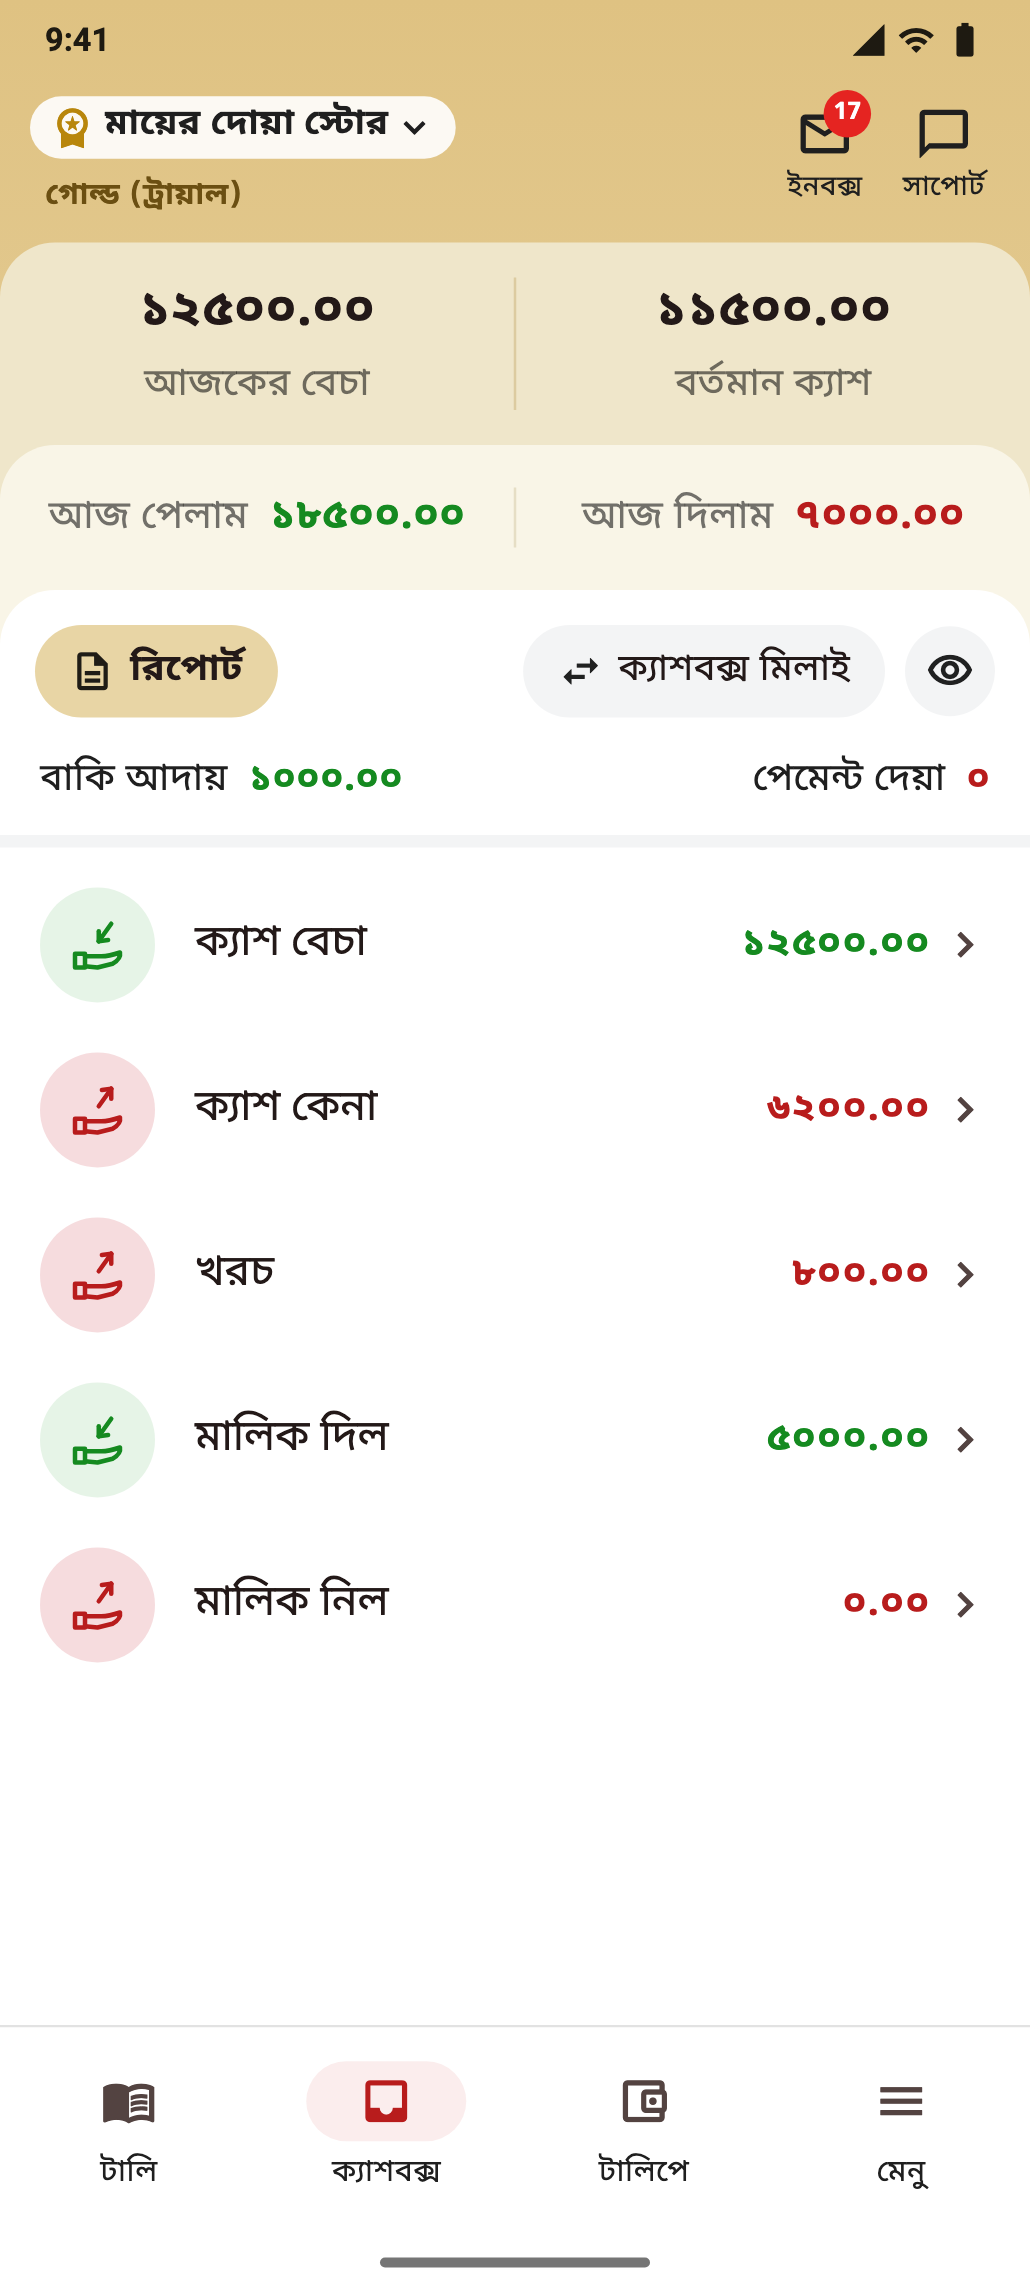 9:41
মায়ের দোয়া স্টোর
17
গোল্ড (ট্রায়াল)
ইনবক্স
সাপোর্ট
১২৫০০.০০
১১৫০০.০০
আজকের বেচা
বর্তমান ক্যাশ
আজ পেলাম ১৮৫০০.০০
আজ দিলাম ৭০০০.০০
রিপোর্ট
ক্যাশবক্স মিলাই
বাকি আদায় ১০০০.০০
পেমেন্ট দেয়া ০
ক্যাশ বেচা ১২৫০০.০০
ক্যাশ কেনা ৬২০০.০০
খরচ ৮০০.০০
মালিক দিল ৫০০০.০০
মালিক নিল ০.০০
টালি
ক্যাশবক্স
টালিপে
মেনু